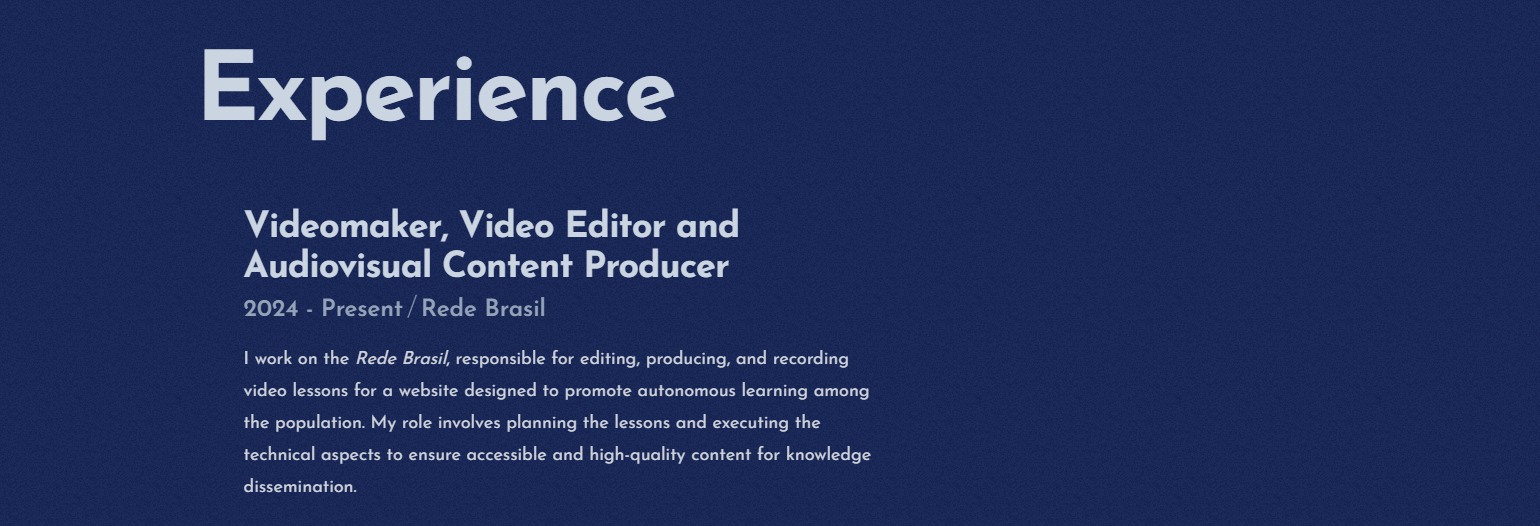 Experience
Videomaker, Video Editor and
Audiovisual Content Producer
2024 - Present / Rede Brasil
I work on the Rede Brasil, responsible for editing, producing, and recording
video lessons for a website designed to promote autonomous learning among
the population. My role involves planning the lessons and executing the
technical aspects to ensure accessible and high-quality content for knowledge
dissemination.